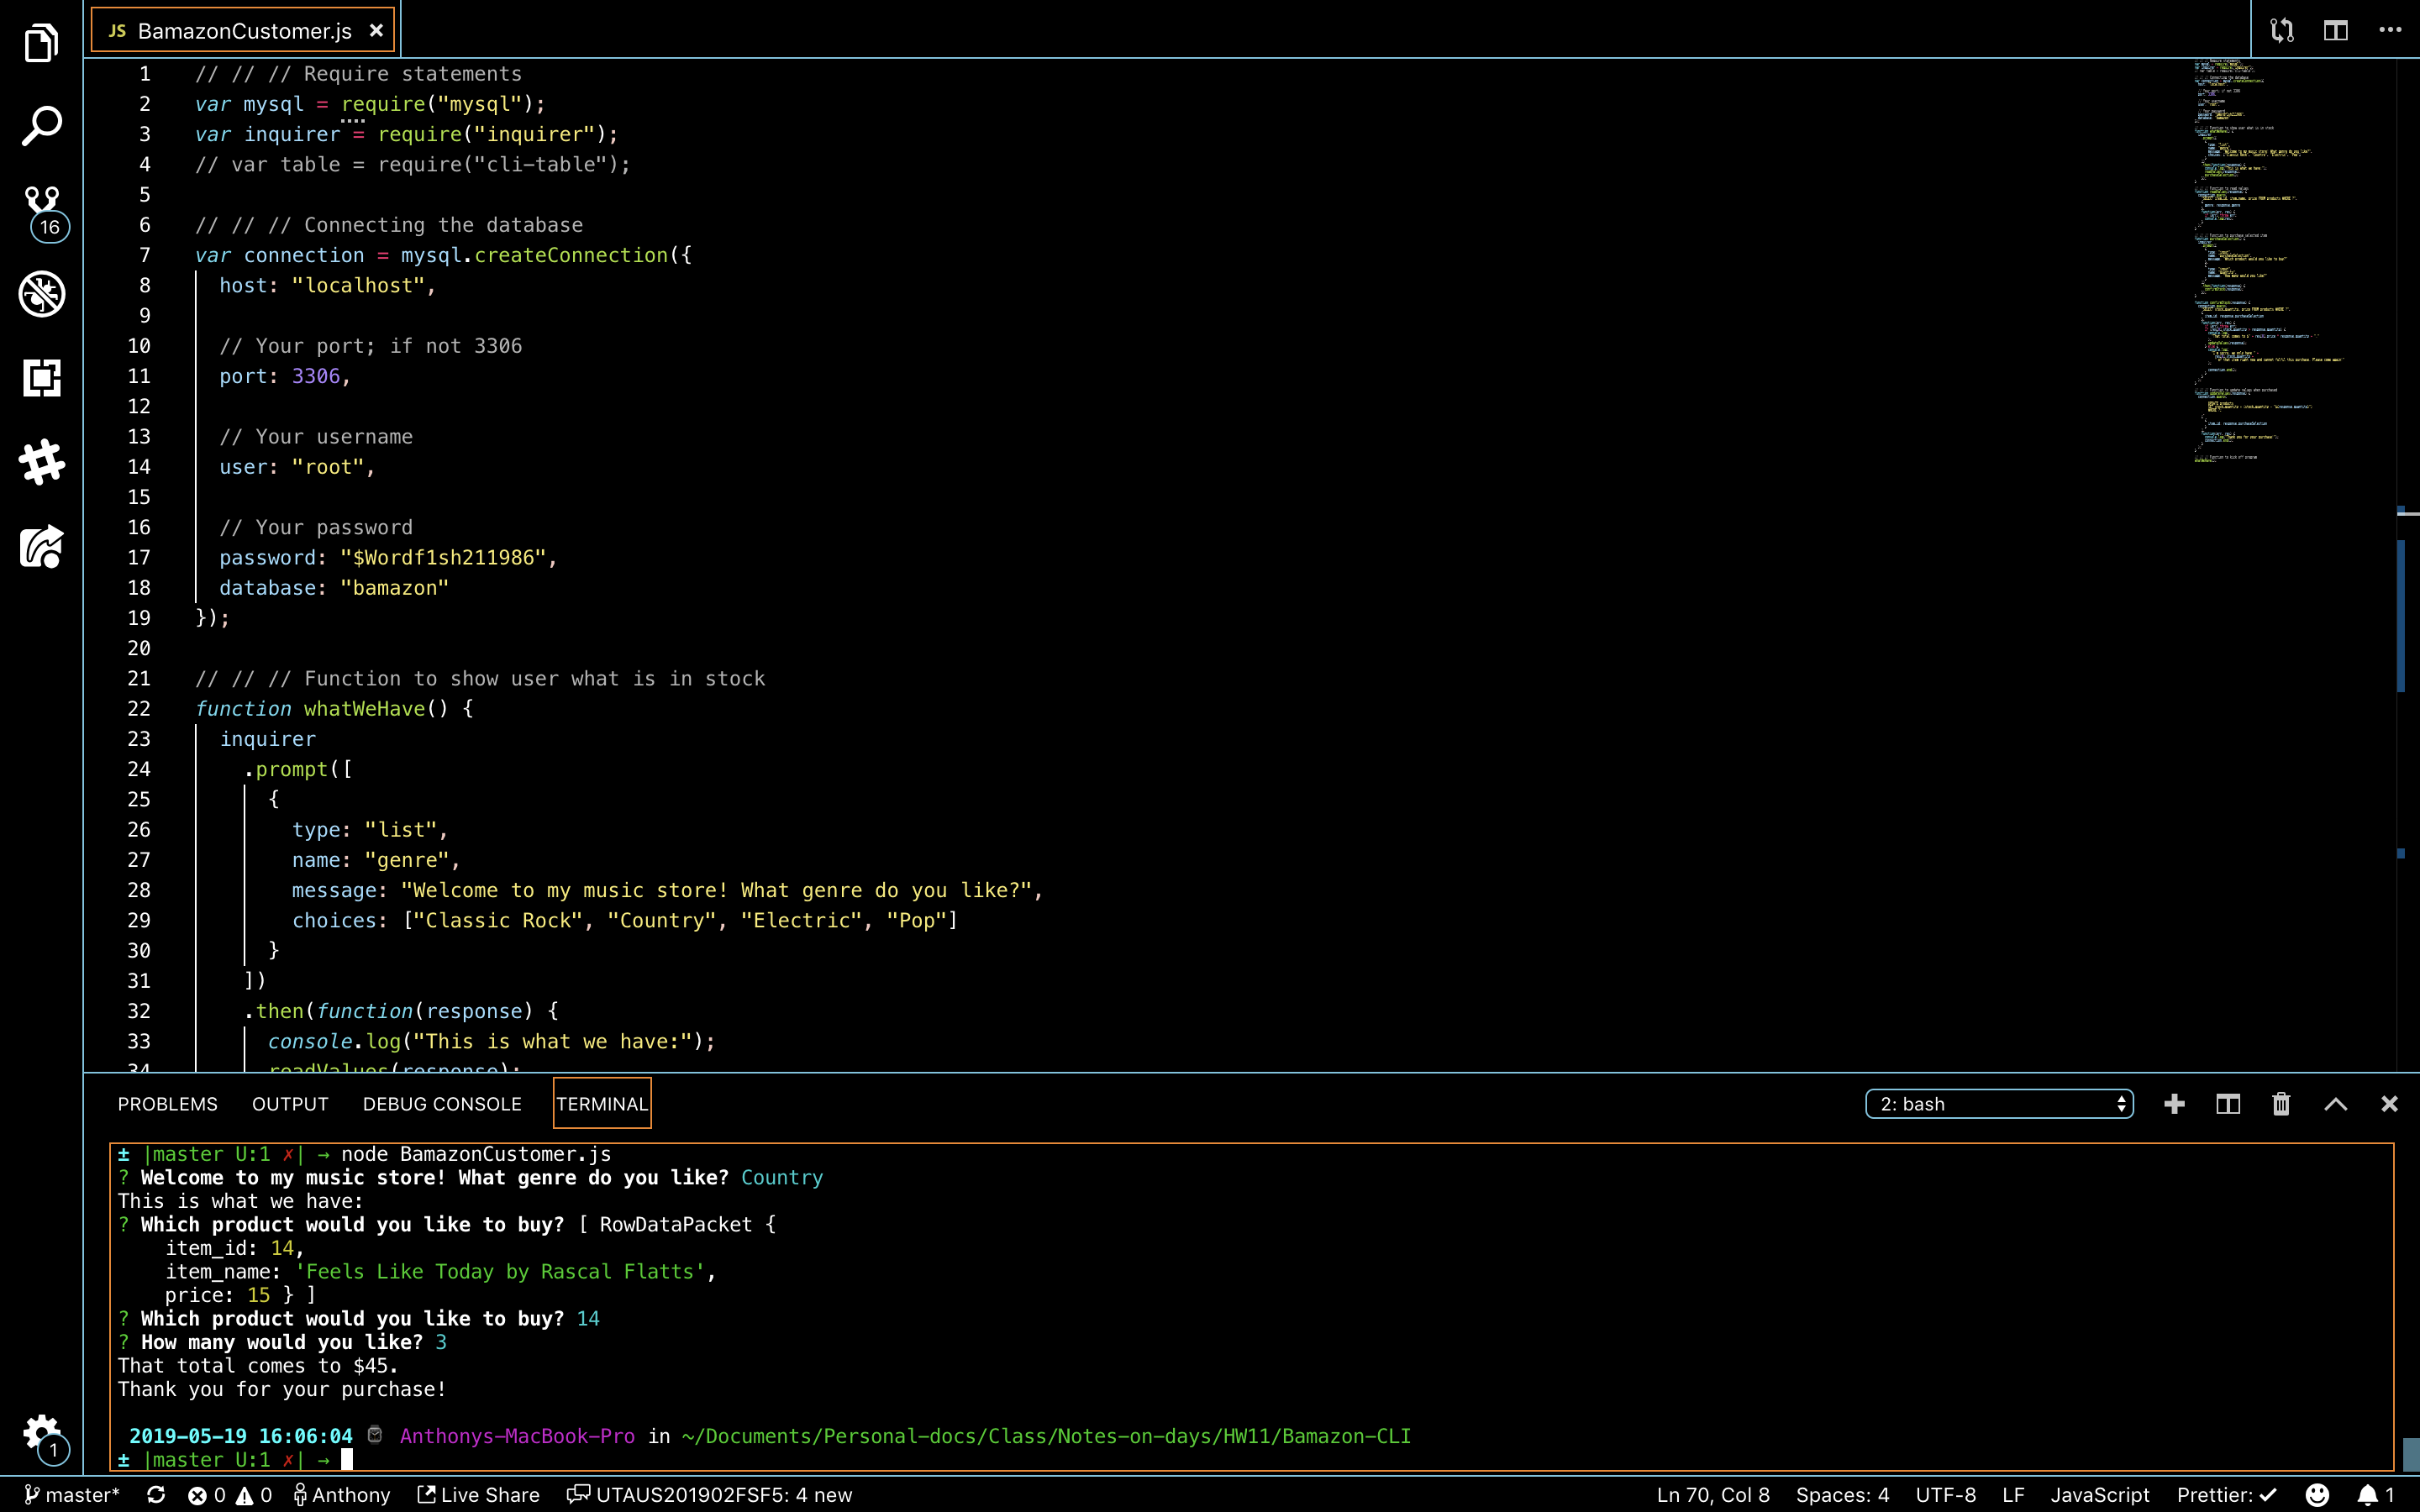 JS BamazonCustomer.js ×
1 // // // Require statements
2 var mysql = require("mysql");
3 var inquirer = require("inquirer");
4 // var table = require("cli-table");
5
6 // // // Connecting the database
7 var connection = mysql.createConnection({
8 host: "localhost",
9
10 // Your port; if not 3306
11 port: 3306,
12
13 // Your username
14 user: "root",
15
16 // Your password
17 password: "$Wordf1sh211986",
18 database: "bamazon"
19 });
20
21 // // // Function to show user what is in stock
22 function whatWeHave() {
23 inquirer
24 .prompt([
25 {
26 type: "list",
27 name: "genre",
28 message: "Welcome to my music store! What genre do you like?",
29 choices: ["Classic Rock", "Country", "Electric", "Pop"]
30 }
31 ])
32 .then(function(response) {
33 console.log("This is what we have:");
34 readValues(response);
16
1
PROBLEMS OUTPUT DEBUG CONSOLE TERMINAL 2: bash
± |master U:1 ✗| → node BamazonCustomer.js
? Welcome to my music store! What genre do you like? Country
This is what we have:
? Which product would you like to buy? [ RowDataPacket {
item_id: 14,
item_name: 'Feels Like Today by Rascal Flatts',
price: 15 } ]
? Which product would you like to buy? 14
? How many would you like? 3
That total comes to $45.
Thank you for your purchase!
2019-05-19 16:06:04 Anthonys-MacBook-Pro in ~/Documents/Personal-docs/Class/Notes-on-days/HW11/Bamazon-CLI
± |master U:1 ✗| →
master* 0 0 Anthony Live Share UTAUS201902FSF5: 4 new Ln 70, Col 8 Spaces: 4 UTF-8 LF JavaScript Prettier: ✓ 1